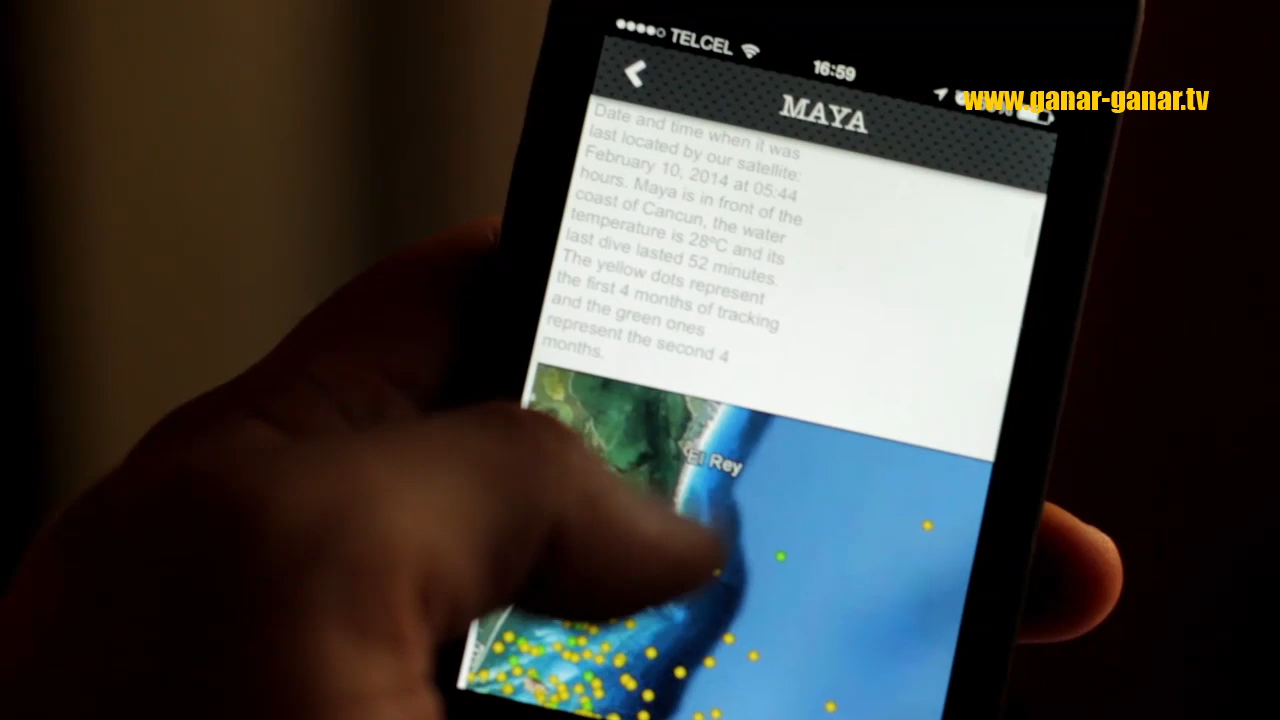 TELCEL
16:59
www.ganar-ganar.tv
MAYA
Date and time when it was
last located by our satellite:
February 10, 2014 at 05:44
hours. Maya is in front of the
coast of Cancun, the water
temperature is 28ºC and its
last dive lasted 52 minutes.
The yellow dots represent
the first 4 months of tracking
and the green ones
represent the second 4
months.
El Rey